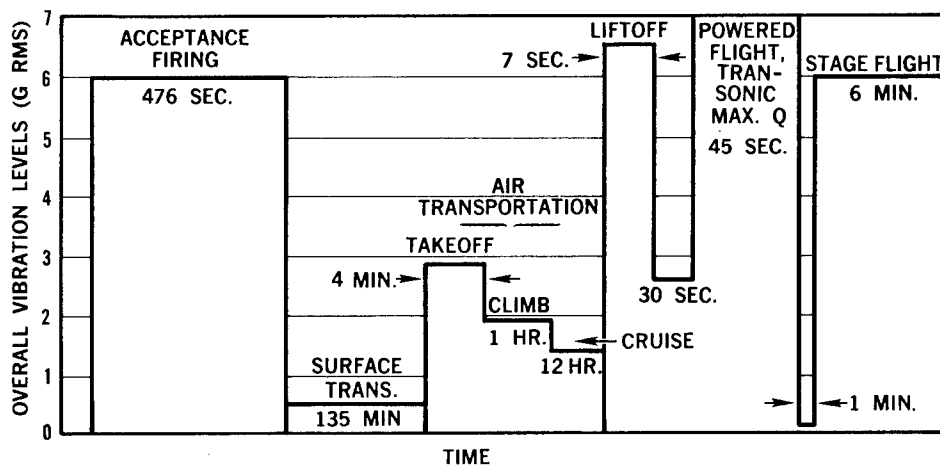 OVERALL VIBRATION LEVELS (G RMS)
7
6
5
4
3
2
1
0
ACCEPTANCE
FIRING
476 SEC.
SURFACE
TRANS.
135 MIN
AIR
TRANSPORTATION
TAKEOFF
4 MIN.
CLIMB
1 HR.
CRUISE
12 HR.
LIFTOFF
7 SEC.
30 SEC.
POWERED
FLIGHT,
TRAN-
SONIC
MAX. Q
45 SEC.
1 MIN.
STAGE FLIGHT
6 MIN.
TIME